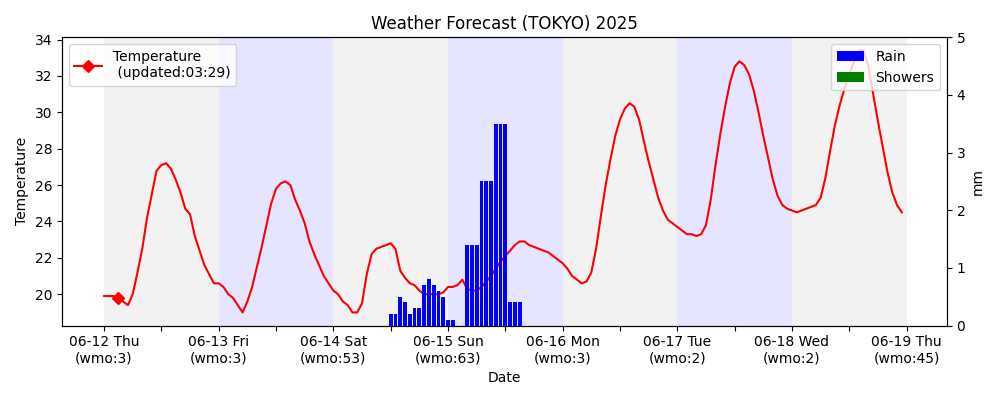 Weather Forecast (TOKYO) 2025
Temperature
(updated:03:29)
Rain
Showers
34
32
30
28
26
24
22
20
Temperature
5
4
3
2
1
0
mm
06-12 Thu 06-13 Fri 06-14 Sat 06-15 Sun 06-16 Mon 06-17 Tue 06-18 Wed 06-19 Thu
(wmo:3) (wmo:3) (wmo:53) (wmo:63) (wmo:3) (wmo:2) (wmo:2) (wmo:45)
Date